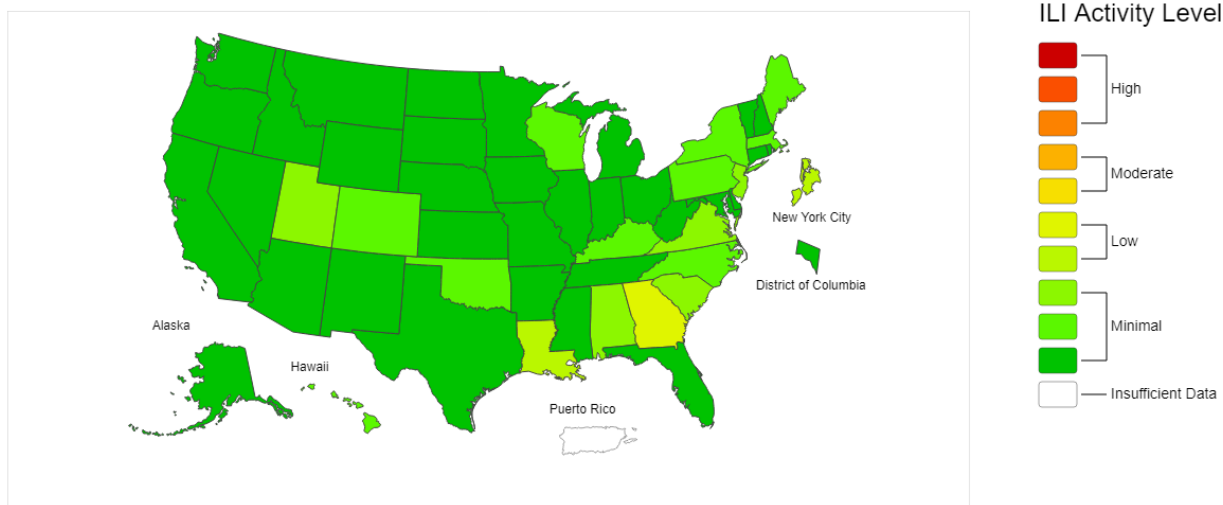 ILI Activity Level
High
Moderate
Low
Minimal
Insufficient Data
New York City
District of Columbia
Alaska
Hawaii
Puerto Rico